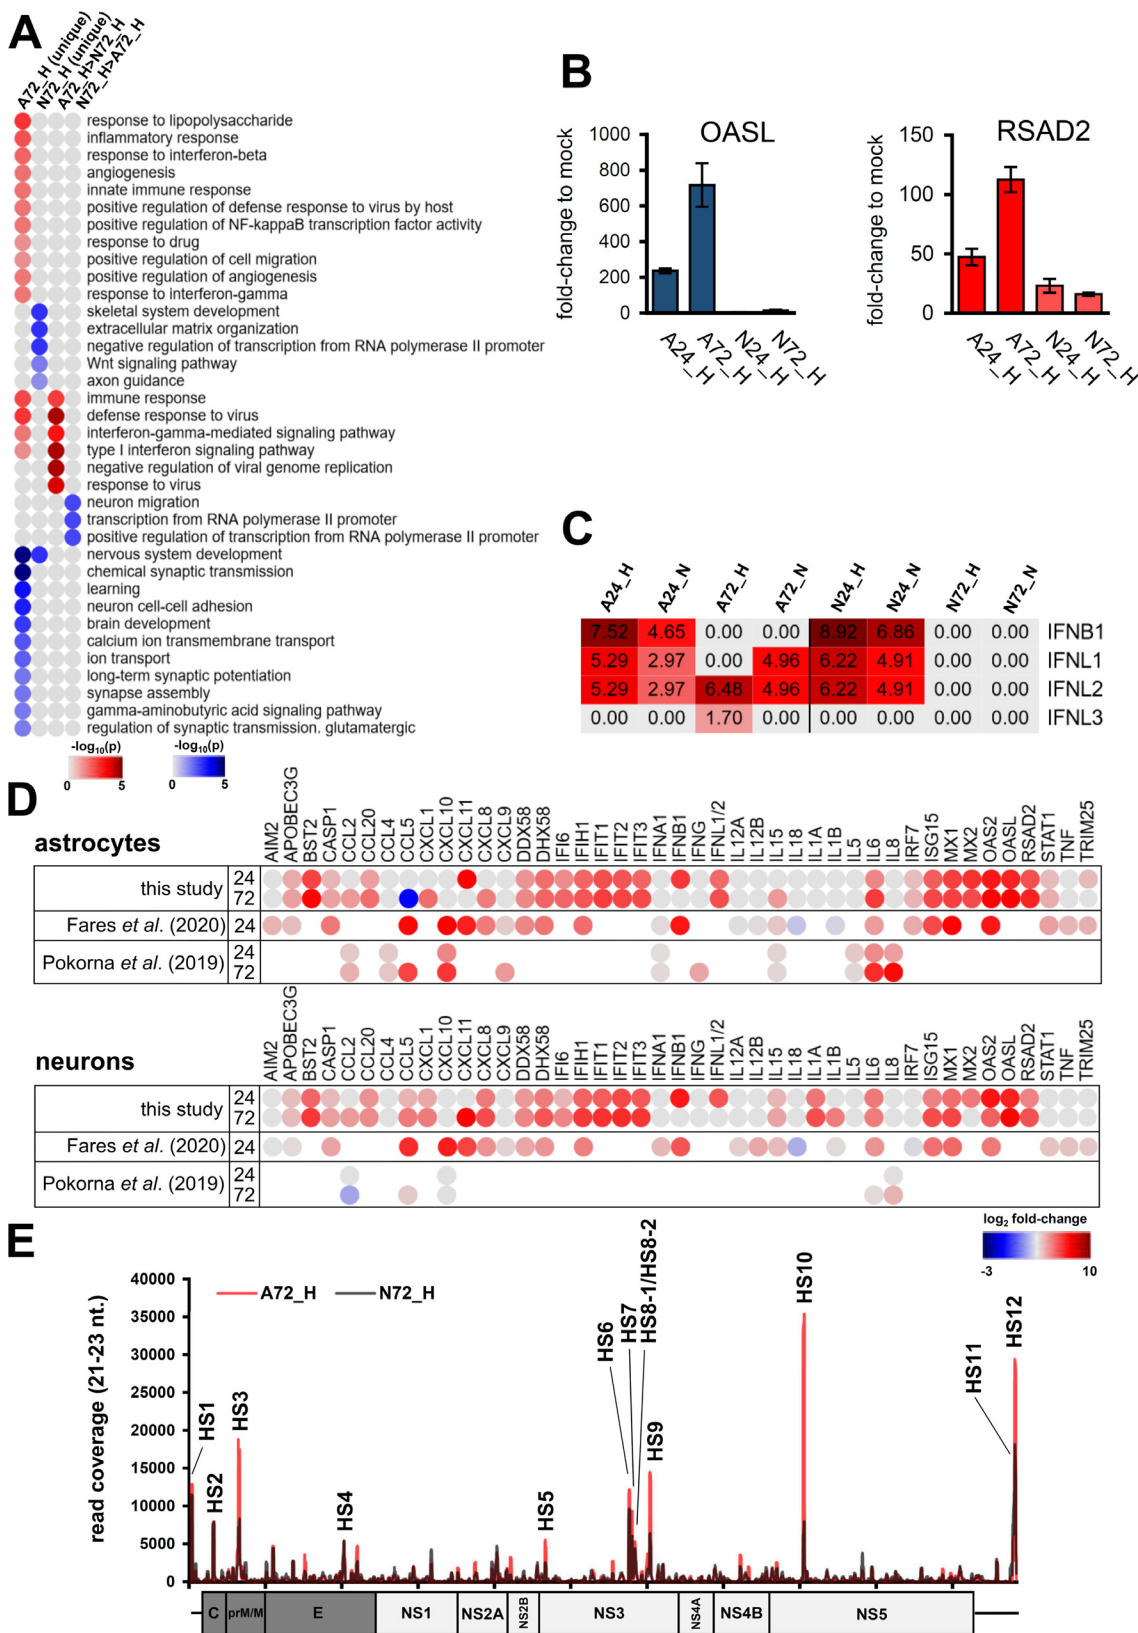 A
A72_H (unique)
N72_H (unique)
A72_H>N72_H
N72_H>A72_H
response to lipopolysaccharide
inflammatory response
response to interferon-beta
angiogenesis
innate immune response
positive regulation of defense response to virus by host
positive regulation of NF-kappaB transcription factor activity
response to drug
positive regulation of cell migration
positive regulation of angiogenesis
response to interferon-gamma
skeletal system development
extracellular matrix organization
negative regulation of transcription from RNA polymerase II promoter
Wnt signaling pathway
axon guidance
immune response
defense response to virus
interferon-gamma-mediated signaling pathway
type I interferon signaling pathway
negative regulation of viral genome replication
response to virus
neuron migration
transcription from RNA polymerase II promoter
positive regulation of transcription from RNA polymerase II promoter
nervous system development
chemical synaptic transmission
learning
neuron cell-cell adhesion
brain development
calcium ion transmembrane transport
ion transport
long-term synaptic potentiation
synapse assembly
gamma-aminobutyric acid signaling pathway
regulation of synaptic transmission. glutamatergic
-log10(p)
0 5
-log10(p)
0 5
B
OASL
fold-change to mock
1000
800
600
400
200
0
A24_H
A72_H
N24_H
N72_H
RSAD2
fold-change to mock
150
100
50
0
A24_H
A72_H
N24_H
N72_H
C
A24_H A24_N A72_H A72_N N24_H N24_N N72_H N72_N
7.52 4.65 0.00 0.00 8.92 6.86 0.00 0.00 IFNB1
5.29 2.97 0.00 4.96 6.22 4.91 0.00 0.00 IFNL1
5.29 2.97 6.48 4.96 6.22 4.91 0.00 0.00 IFNL2
0.00 0.00 1.70 0.00 0.00 0.00 0.00 0.00 IFNL3
D
astrocytes
AIM2 APOBEC3G BST2 CASP1 CCL2 CCL20 CCL4 CCL5 CXCL1 CXCL10 CXCL11 CXCL8 CXCL9 DDX58 DHX58 IFI6 IFIH1 IFIT1 IFIT2 IFIT3 IFNA1 IFNB1 IFNG IFNL1/2 IL12A IL12B IL15 IL18 IL1A IL1B IL5 IL6 IL8 IRF7 ISG15 MX1 MX2 OAS2 OASL RSAD2 STAT1 TNF TRIM25
this study 24
72
Fares et al. (2020) 24
Pokorna et al. (2019) 24
72
neurons
AIM2 APOBEC3G BST2 CASP1 CCL2 CCL20 CCL4 CCL5 CXCL1 CXCL10 CXCL11 CXCL8 CXCL9 DDX58 DHX58 IFI6 IFIH1 IFIT1 IFIT2 IFIT3 IFNA1 IFNB1 IFNG IFNL1/2 IL12A IL12B IL15 IL18 IL1A IL1B IL5 IL6 IL8 IRF7 ISG15 MX1 MX2 OAS2 OASL RSAD2 STAT1 TNF TRIM25
this study 24
72
Fares et al. (2020) 24
Pokorna et al. (2019) 24
72
log2 fold-change
-3 10
E
read coverage (21-23 nt.)
40000
35000
30000
25000
20000
15000
10000
5000
0
A72_H N72_H
HS1
HS2
HS3
HS4
HS5
HS6
HS7
HS8-1/HS8-2
HS9
HS10
HS11
HS12
C prM/M E NS1 NS2A NS2B NS3 NS4A NS4B NS5